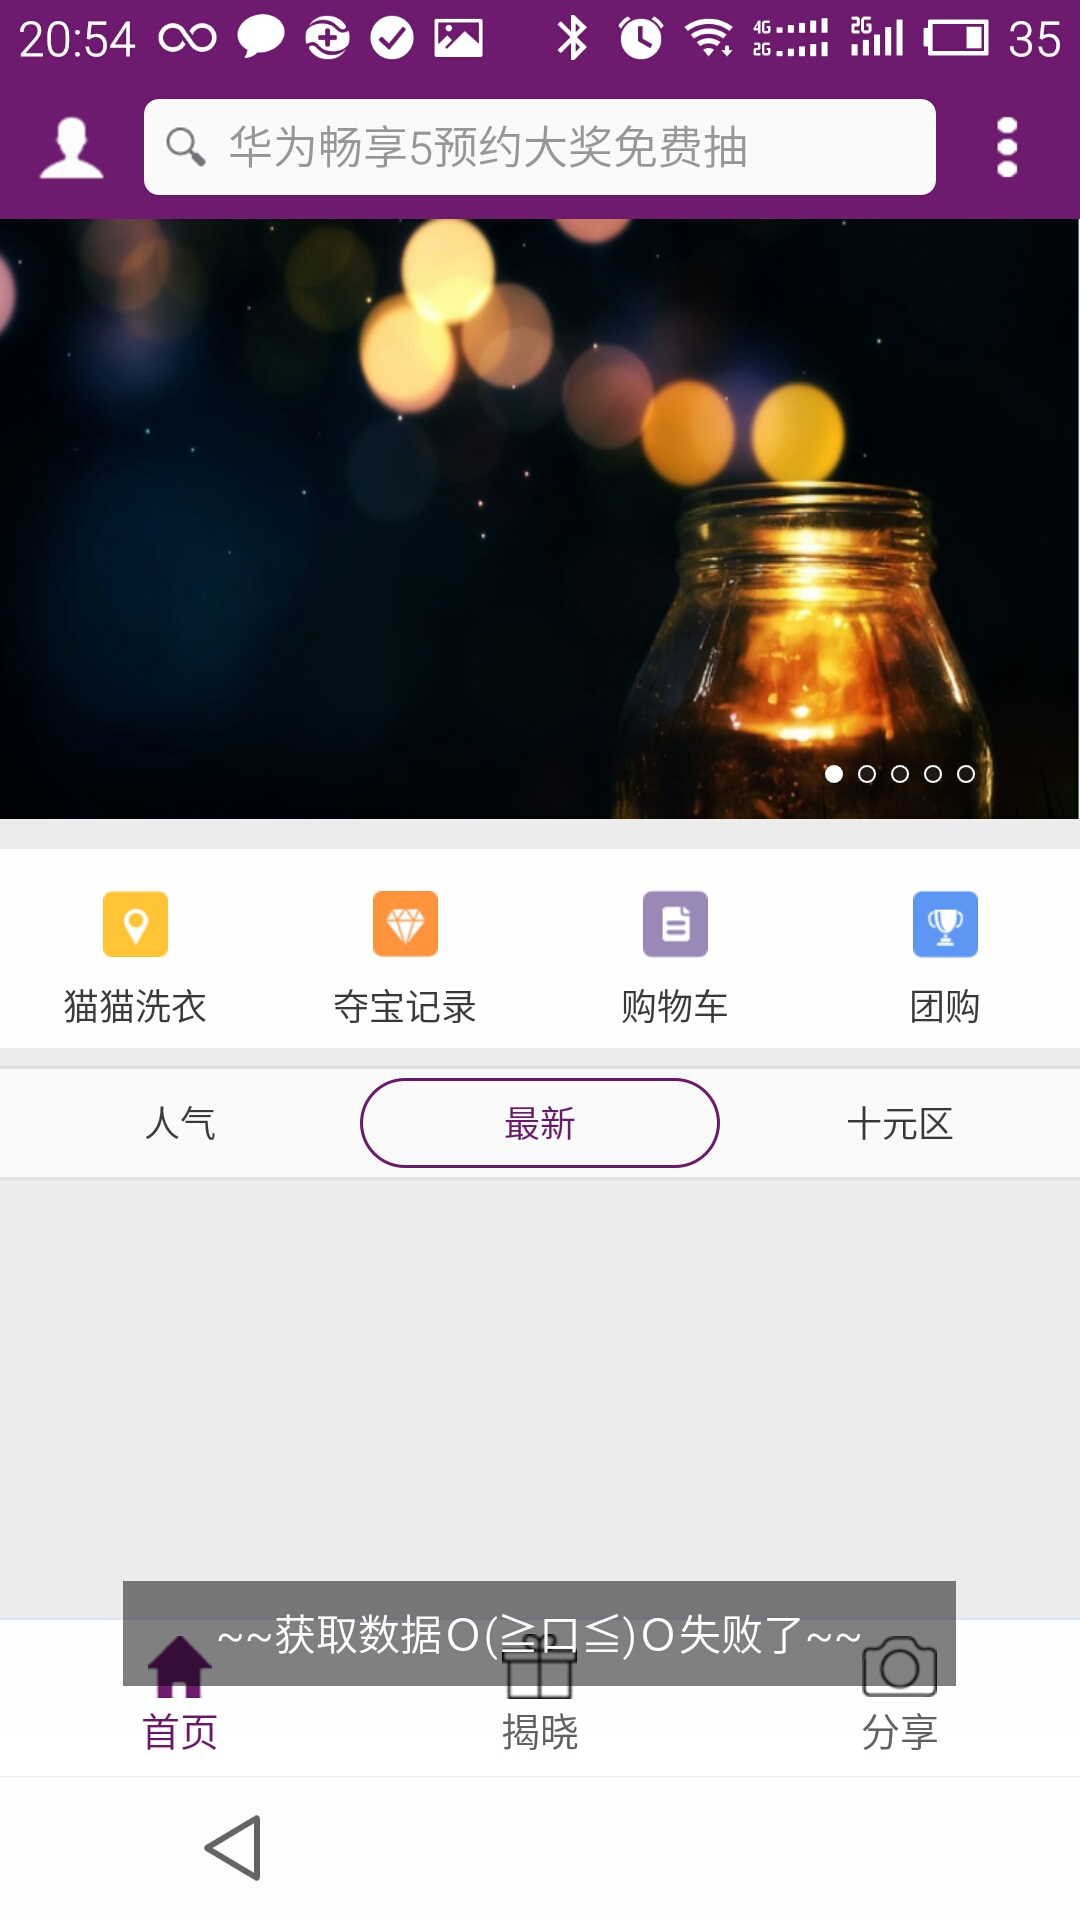 20:54 4G 2G 2G 35
华为畅享5预约大奖免费抽
猫猫洗衣 夺宝记录 购物车 团购
人气 最新 十元区
~~获取数据O(≧口≦)O失败了~~
首页 揭晓 分享